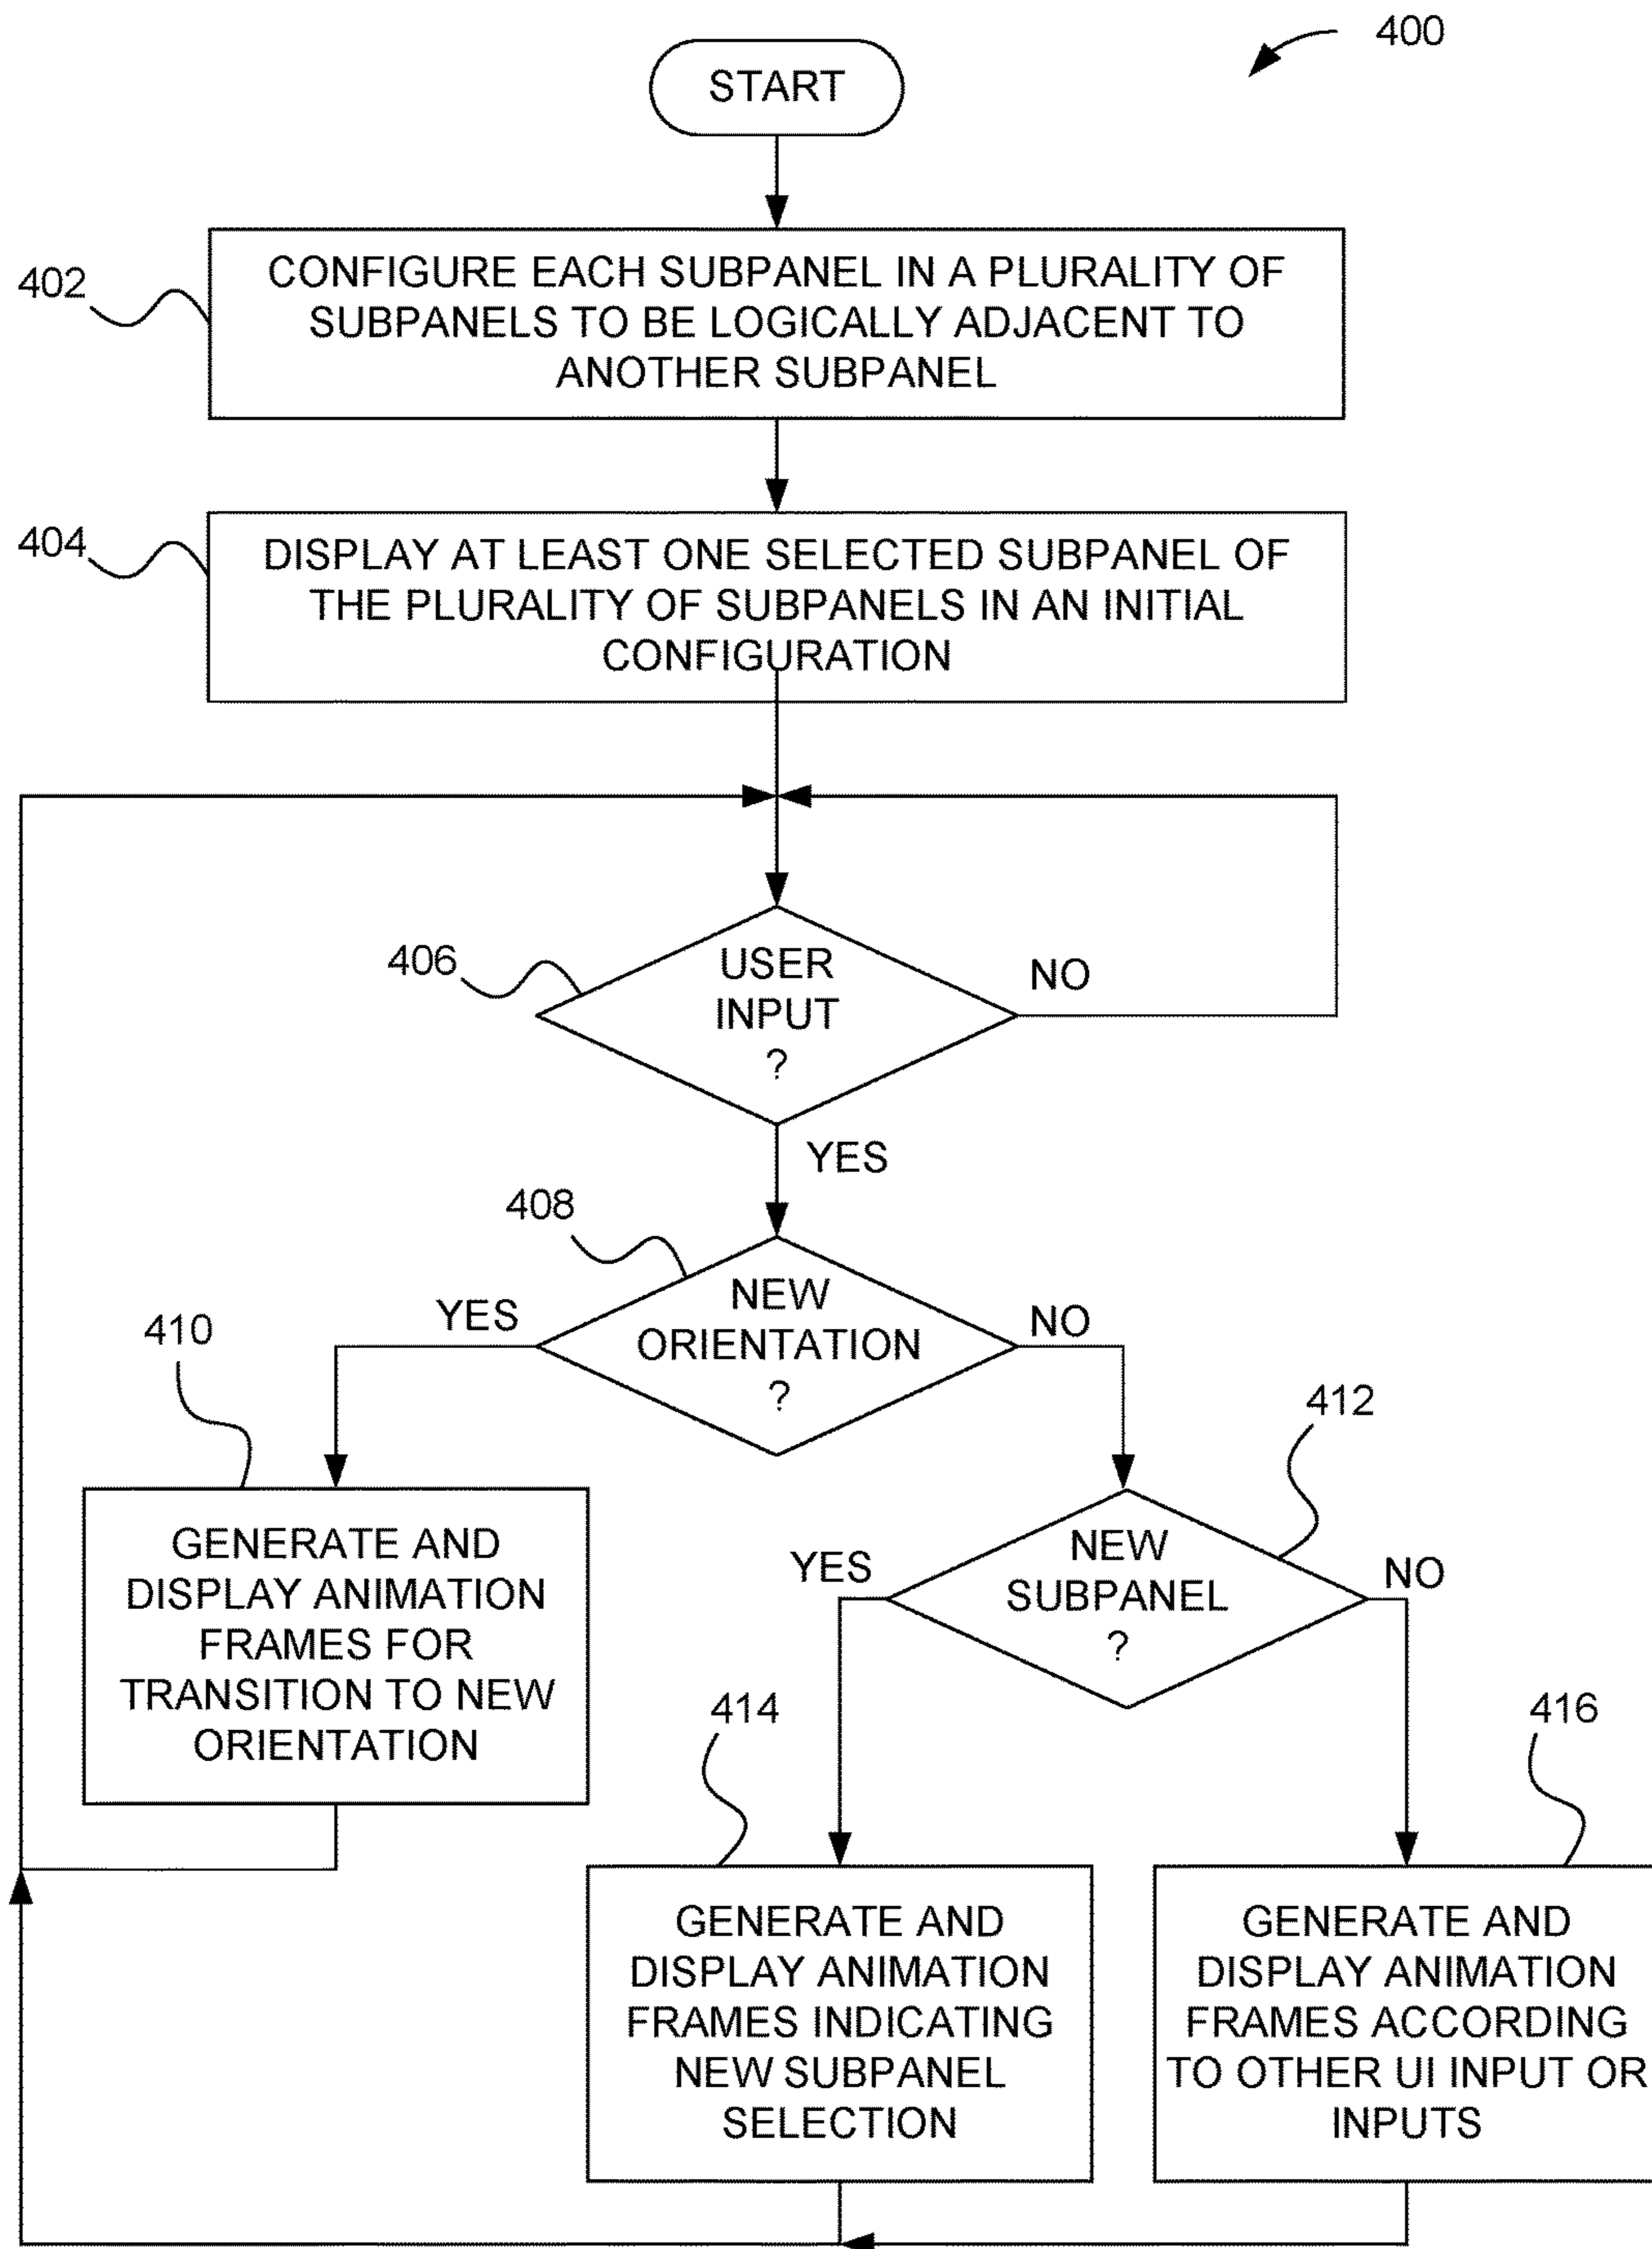 400
START
402
CONFIGURE EACH SUBPANEL IN A PLURALITY OF
SUBPANELS TO BE LOGICALLY ADJACENT TO
ANOTHER SUBPANEL
404
DISPLAY AT LEAST ONE SELECTED SUBPANEL OF
THE PLURALITY OF SUBPANELS IN AN INITIAL
CONFIGURATION
406
USER
INPUT
?
NO
YES
408
NEW
ORIENTATION
?
YES
NO
410
GENERATE AND
DISPLAY ANIMATION
FRAMES FOR
TRANSITION TO NEW
ORIENTATION
412
NEW
SUBPANEL
?
YES
NO
414
GENERATE AND
DISPLAY ANIMATION
FRAMES INDICATING
NEW SUBPANEL
SELECTION
416
GENERATE AND
DISPLAY ANIMATION
FRAMES ACCORDING
TO OTHER UI INPUT OR
INPUTS